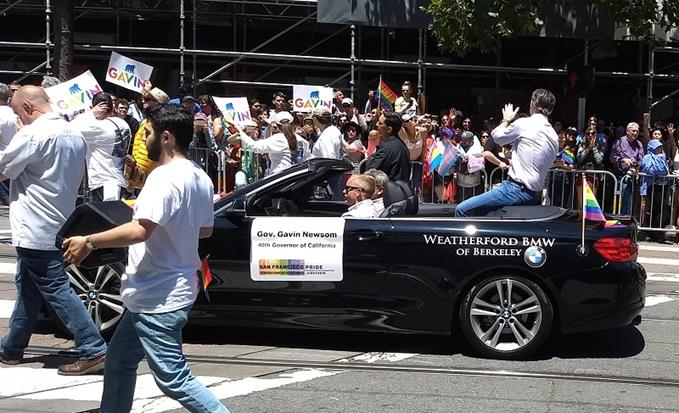 GAVIN
GAVIN
GAVIN
GAVIN
Gov. Gavin Newsom
40th Governor of California
SAN FRANCISCO PRIDE
WEATHERFORD BMW
OF BERKELEY